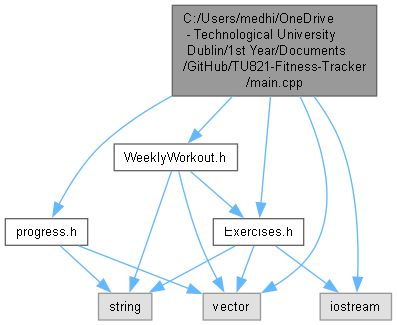 C:/Users/medhi/OneDrive
- Technological University
Dublin/1st Year/Documents
/GitHub/TU821-Fitness-Tracker
/main.cpp
WeeklyWorkout.h
progress.h
Exercises.h
string
vector
iostream